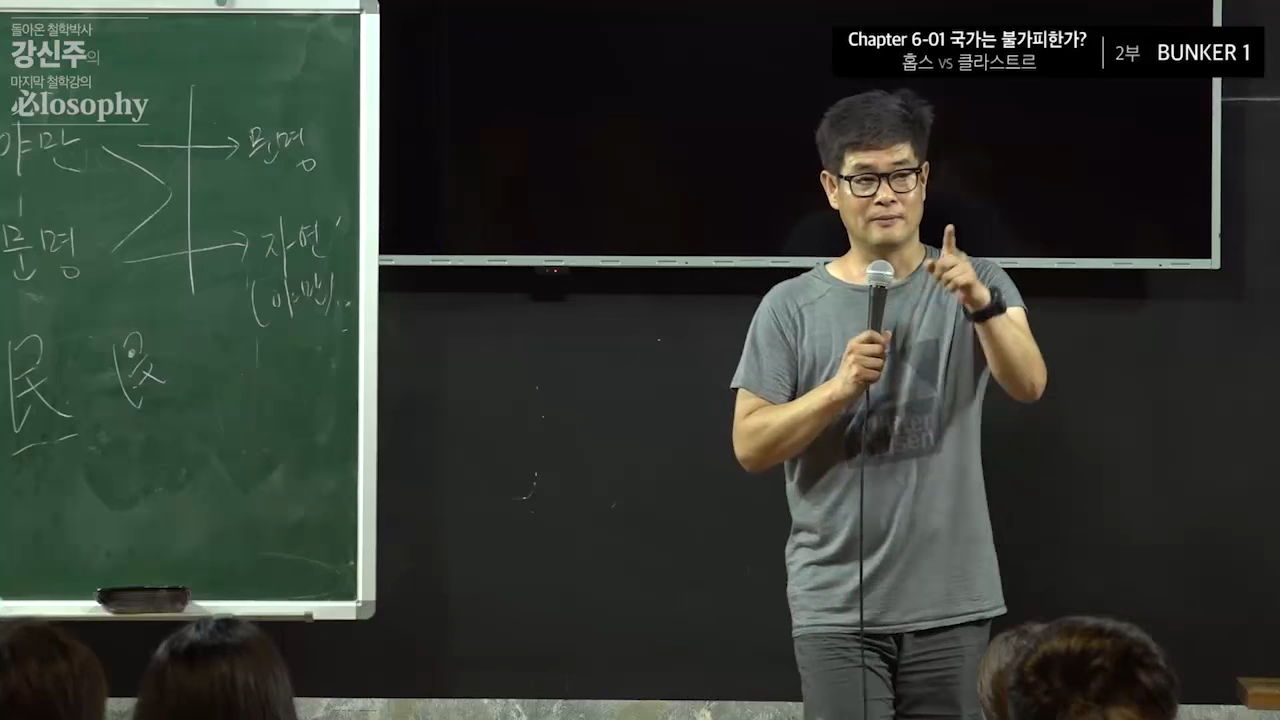 돌아온 철학박사
강신주의
마지막 철학강의
必losophy
Chapter 6-01 국가는 불가피한가?
홉스 vs 클라스트르
2부
BUNKER 1
야만 → 문명
문명 → 자연
(야만)
民